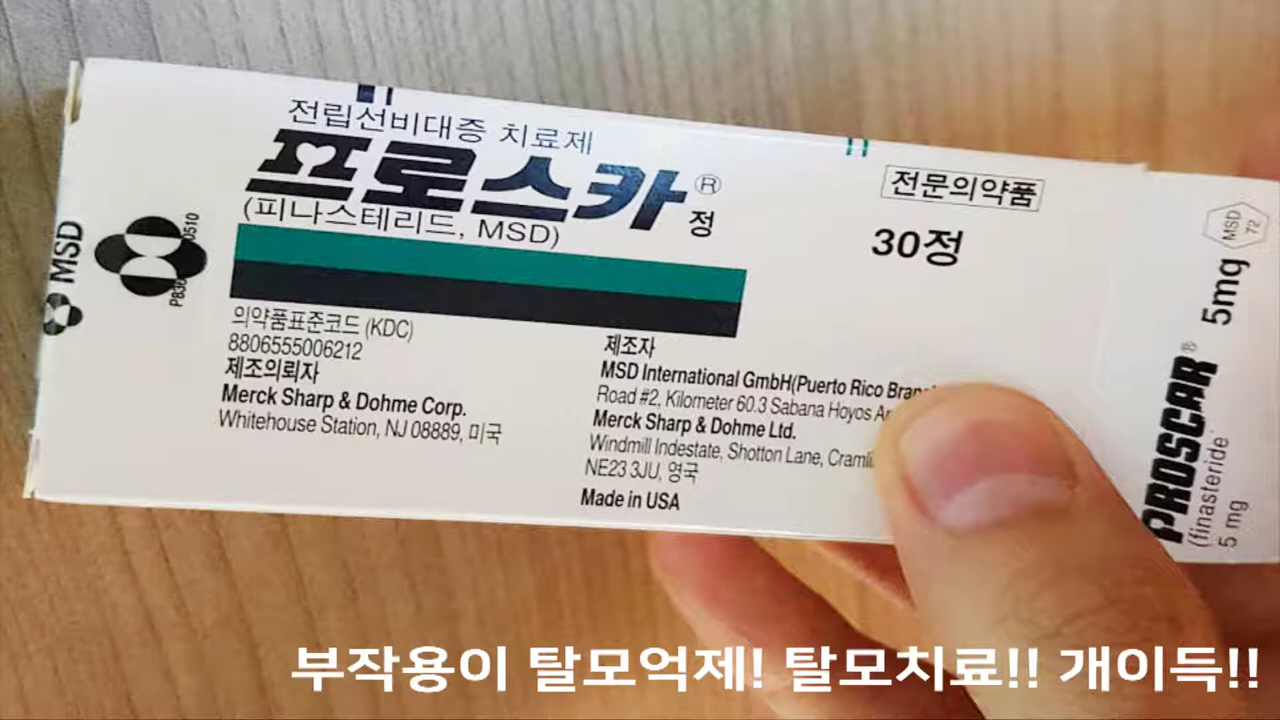 전립선비대증 치료제
프로스카® 정
(피나스테리드, MSD)
전문의약품
30정
MSD
의약품표준코드 (KDC)
8806555006212
제조의뢰자
Merck Sharp & Dohme Corp.
Whitehouse Station, NJ 08889, 미국
제조자
MSD International GmbH(Puerto Rico
Road #2, Kilometer 60.3 Sabana Hoyos
Merck Sharp & Dohme Ltd.
Windmill Indestate, Shotton Lane,
NE23 3JU, 영국
Made in USA
MSD
72
PROSCAR® 5mg
(finasteride
5 mg
부작용이 탈모억제! 탈모치료!! 개이득!!